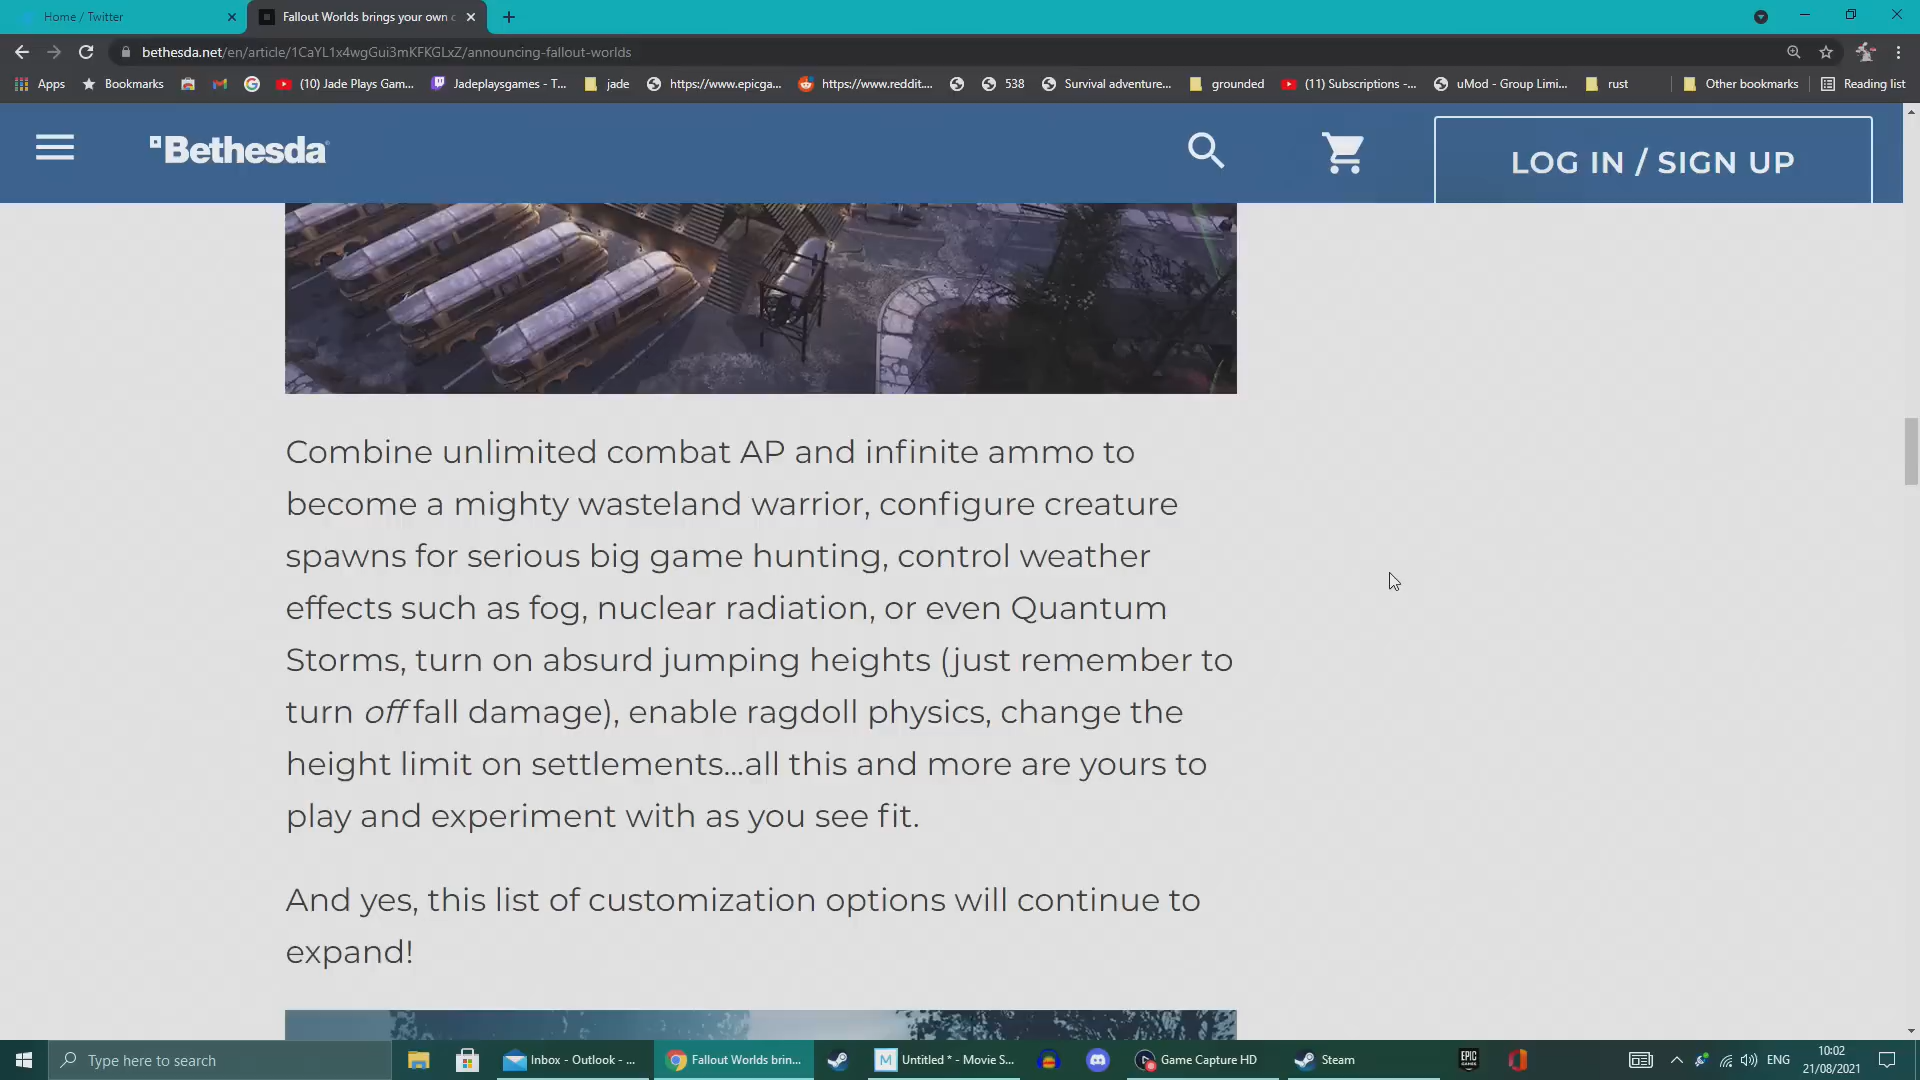 Home / Twitter
Fallout Worlds brings your own c
bethesda.net/en/article/1CaYL1x4wgGui3mKFKGLxZ/announcing-fallout-worlds
Apps
Bookmarks
(10) Jade Plays Gam...
Jadeplaysgames - T...
jade
https://www.epicga...
https://www.reddit....
538
Survival adventure...
grounded
(11) Subscriptions -...
uMod - Group Limi...
rust
Other bookmarks
Reading list
Bethesda
LOG IN / SIGN UP
Combine unlimited combat AP and infinite ammo to
become a mighty wasteland warrior, configure creature
spawns for serious big game hunting, control weather
effects such as fog, nuclear radiation, or even Quantum
Storms, turn on absurd jumping heights (just remember to
turn off fall damage), enable ragdoll physics, change the
height limit on settlements...all this and more are yours to
play and experiment with as you see fit.
And yes, this list of customization options will continue to
expand!
Type here to search
Inbox - Outlook - ...
Fallout Worlds brin...
Untitled * - Movie S...
Game Capture HD
Steam
EPIC
ENG
10:02
21/08/2021